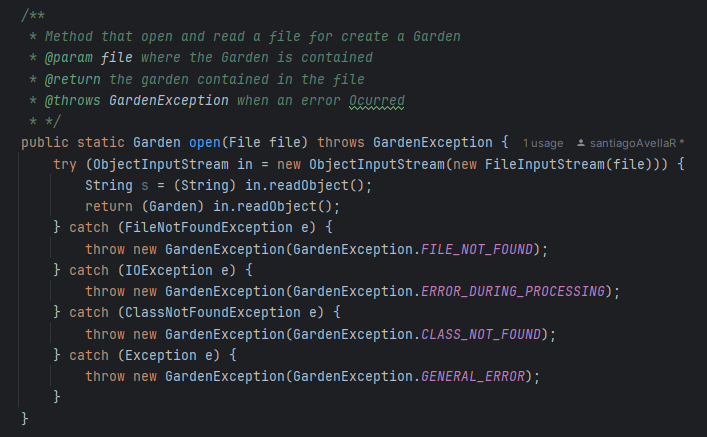 /**
 * Method that open and read a file for create a Garden
 * @param file where the Garden is contained
 * @return the garden contained in the file
 * @throws GardenException when an error Ocurred
 * */
public static Garden open(File file) throws GardenException { 1 usage santiagoAvellaR *
    try (ObjectInputStream in = new ObjectInputStream(new FileInputStream(file))) {
        String s = (String) in.readObject();
        return (Garden) in.readObject();
    } catch (FileNotFoundException e) {
        throw new GardenException(GardenException.FILE_NOT_FOUND);
    } catch (IOException e) {
        throw new GardenException(GardenException.ERROR_DURING_PROCESSING);
    } catch (ClassNotFoundException e) {
        throw new GardenException(GardenException.CLASS_NOT_FOUND);
    } catch (Exception e) {
        throw new GardenException(GardenException.GENERAL_ERROR);
    }
}